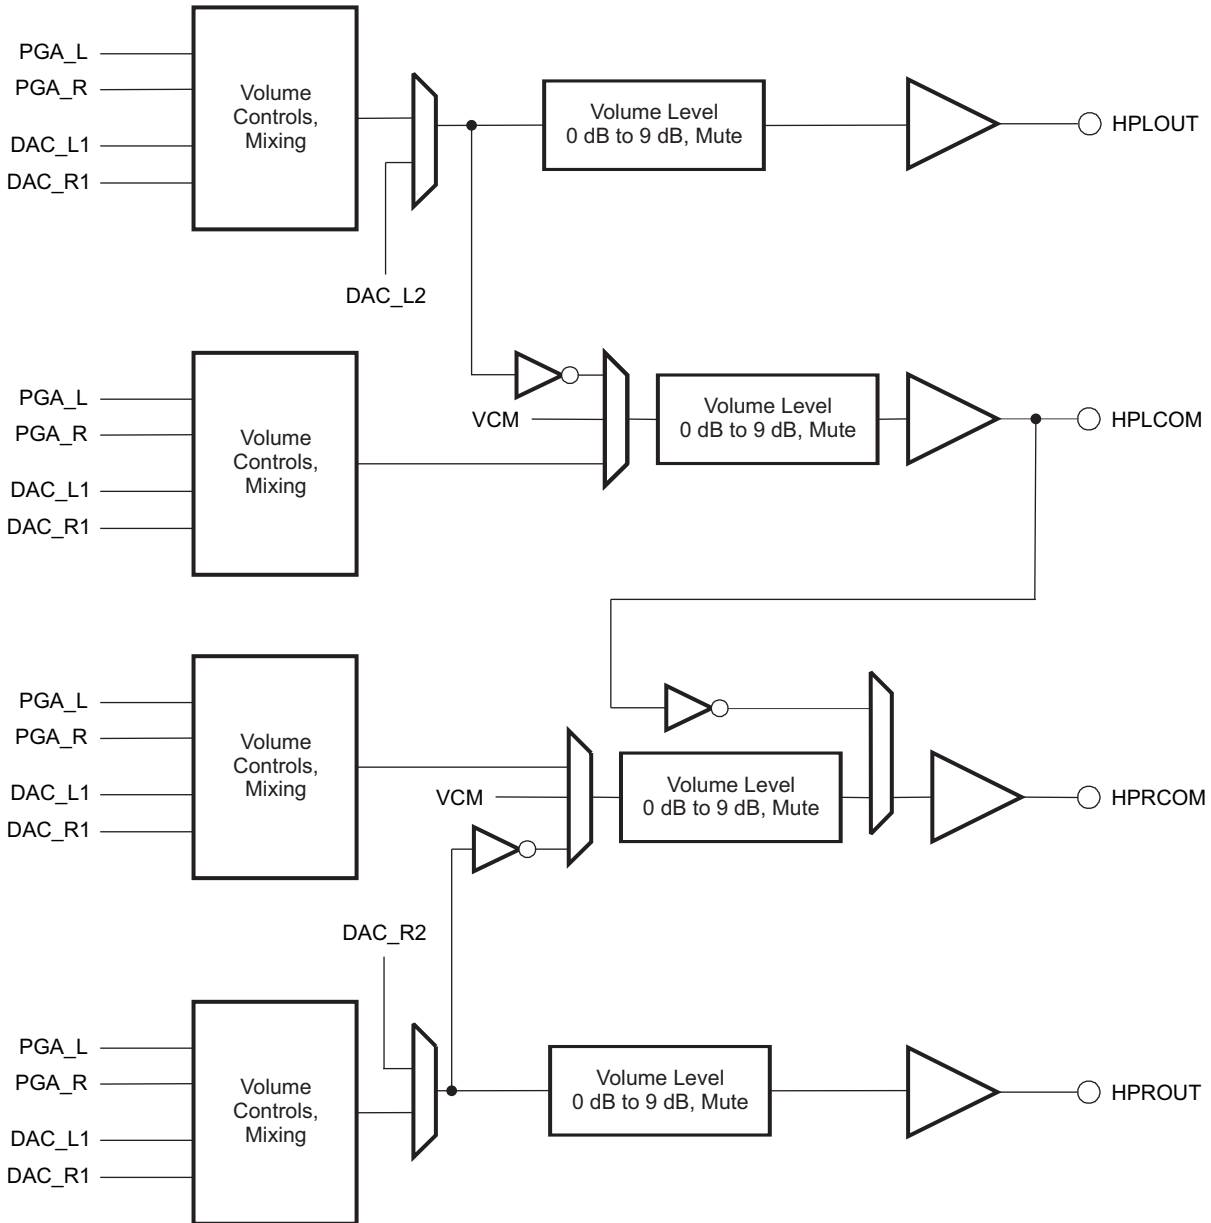 PGA_L
PGA_R
DAC_L1
DAC_R1
Volume
Controls,
Mixing
DAC_L2
Volume Level
0 dB to 9 dB, Mute
HPLOUT
PGA_L
PGA_R
DAC_L1
DAC_R1
Volume
Controls,
Mixing
VCM
Volume Level
0 dB to 9 dB, Mute
HPLCOM
PGA_L
PGA_R
DAC_L1
DAC_R1
Volume
Controls,
Mixing
VCM
Volume Level
0 dB to 9 dB, Mute
HPRCOM
DAC_R2
PGA_L
PGA_R
DAC_L1
DAC_R1
Volume
Controls,
Mixing
Volume Level
0 dB to 9 dB, Mute
HPROUT